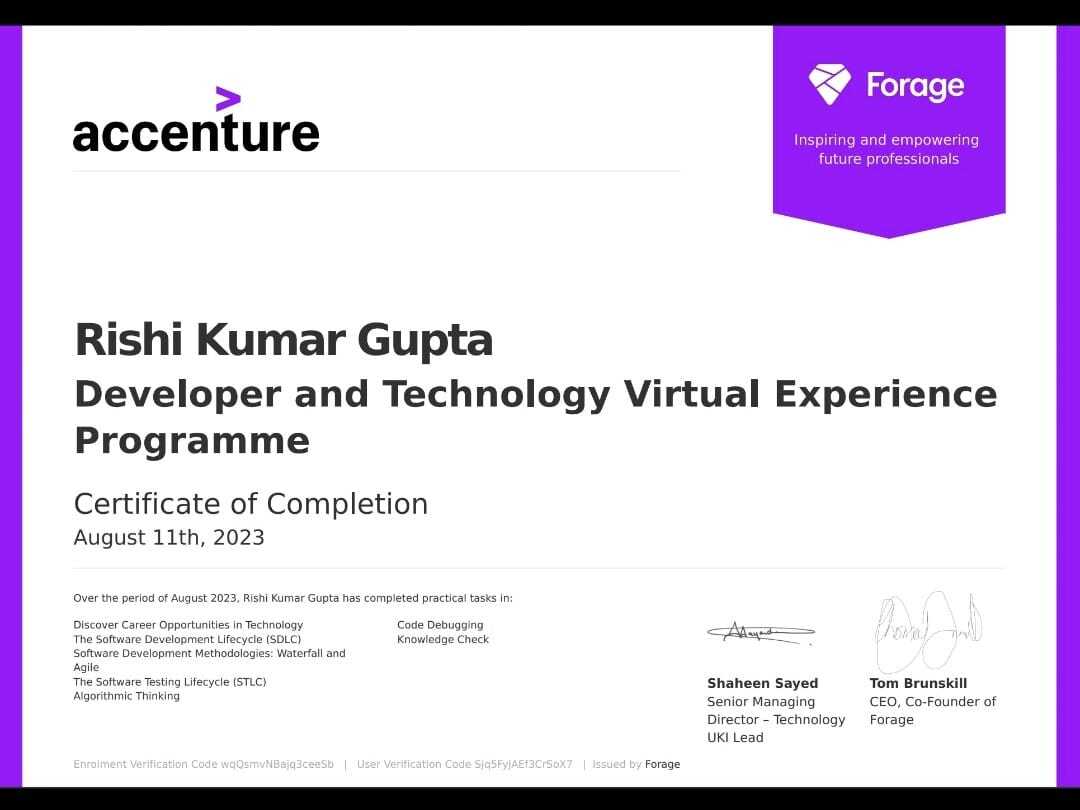 accenture
Forage
Inspiring and empowering
future professionals
Rishi Kumar Gupta
Developer and Technology Virtual Experience
Programme
Certificate of Completion
August 11th, 2023
Over the period of August 2023, Rishi Kumar Gupta has completed practical tasks in:
Discover Career Opportunities in Technology
The Software Development Lifecycle (SDLC)
Software Development Methodologies: Waterfall and
Agile
The Software Testing Lifecycle (STLC)
Algorithmic Thinking
Code Debugging
Knowledge Check
Shaheen Sayed
Senior Managing
Director – Technology
UKI Lead
Tom Brunskill
CEO, Co-Founder of
Forage
Enrolment Verification Code wqQsmvNBajq3ceeSb | User Verification Code Sjq5FyJAEf3CrSoX7 | Issued by Forage